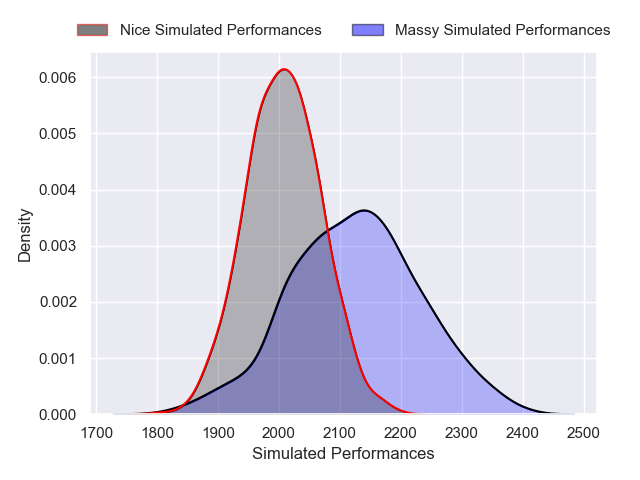 Nice Simulated Performances Massy Simulated Performances
0.006
0.005
0.004
0.003
0.002
0.001
0.000
Density
1700 1800 1900 2000 2100 2200 2300 2400 2500
Simulated Performances